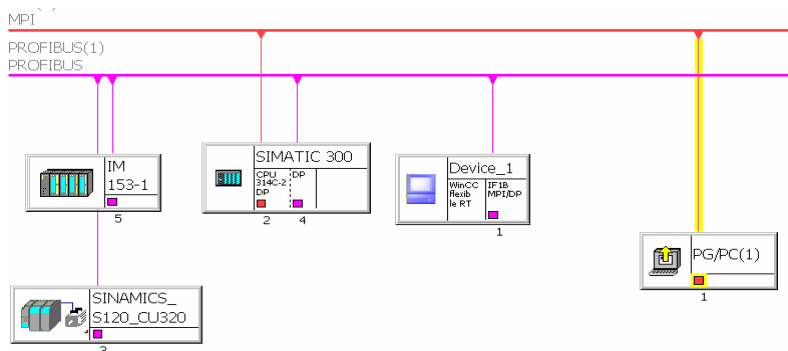 MPI
PROFIBUS(1)
PROFIBUS
IM
153-1
5
SIMATIC 300
CPU
314C-2
DP
DP
2
4
Device_1
WinCC
flexib
le RT
IF1B
MPI/DP
1
PG/PC(1)
1
SINAMICS_
S120_CU320
3